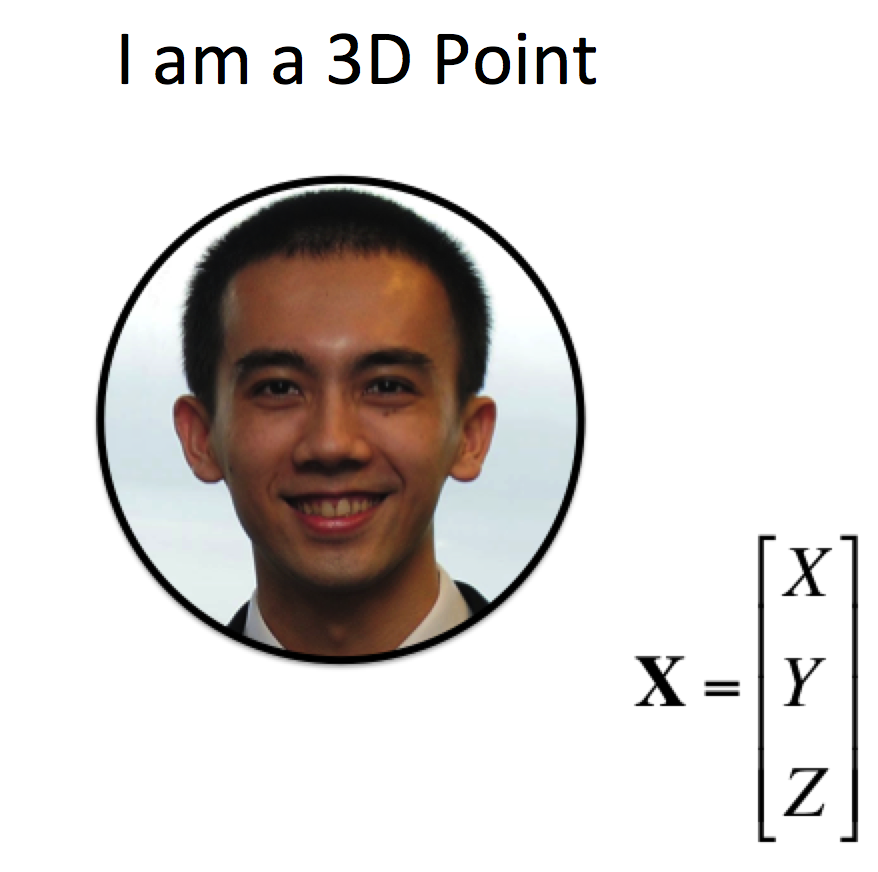 I am a 3D Point
X = [X
Y
Z]